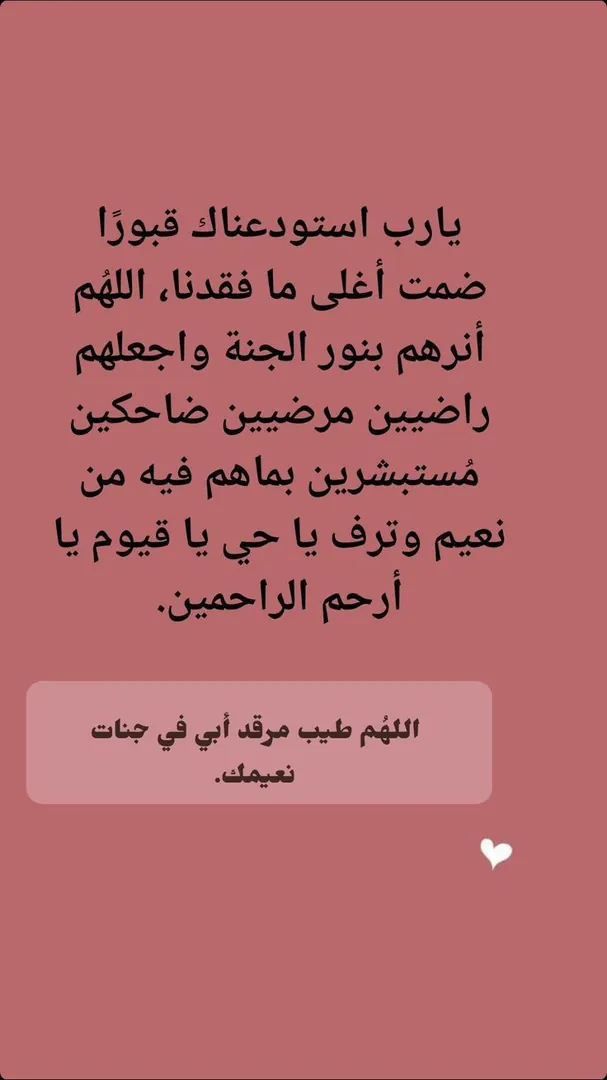 يارب استودعناك قبورًا
ضمت أغلى ما فقدنا، اللهُم
أنرهم بنور الجنة واجعلهم
راضيين مرضيين ضاحكين
مُستبشرين بماهم فيه من
نعيم وترف يا حي يا قيوم يا
أرحم الراحمين.
اللهُم طيب مرقد أبي في جنات
نعيمك.